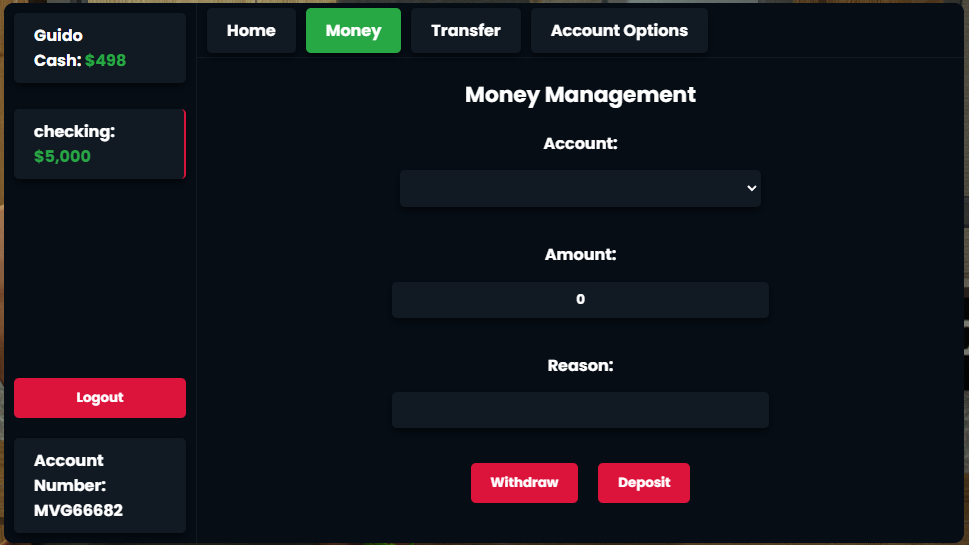 Guido
Cash: $498
checking:
$5,000
Logout
Account
Number:
MVG66682
Home
Money
Transfer
Account Options
Money Management
Account:
Amount:
0
Reason:
Withdraw
Deposit